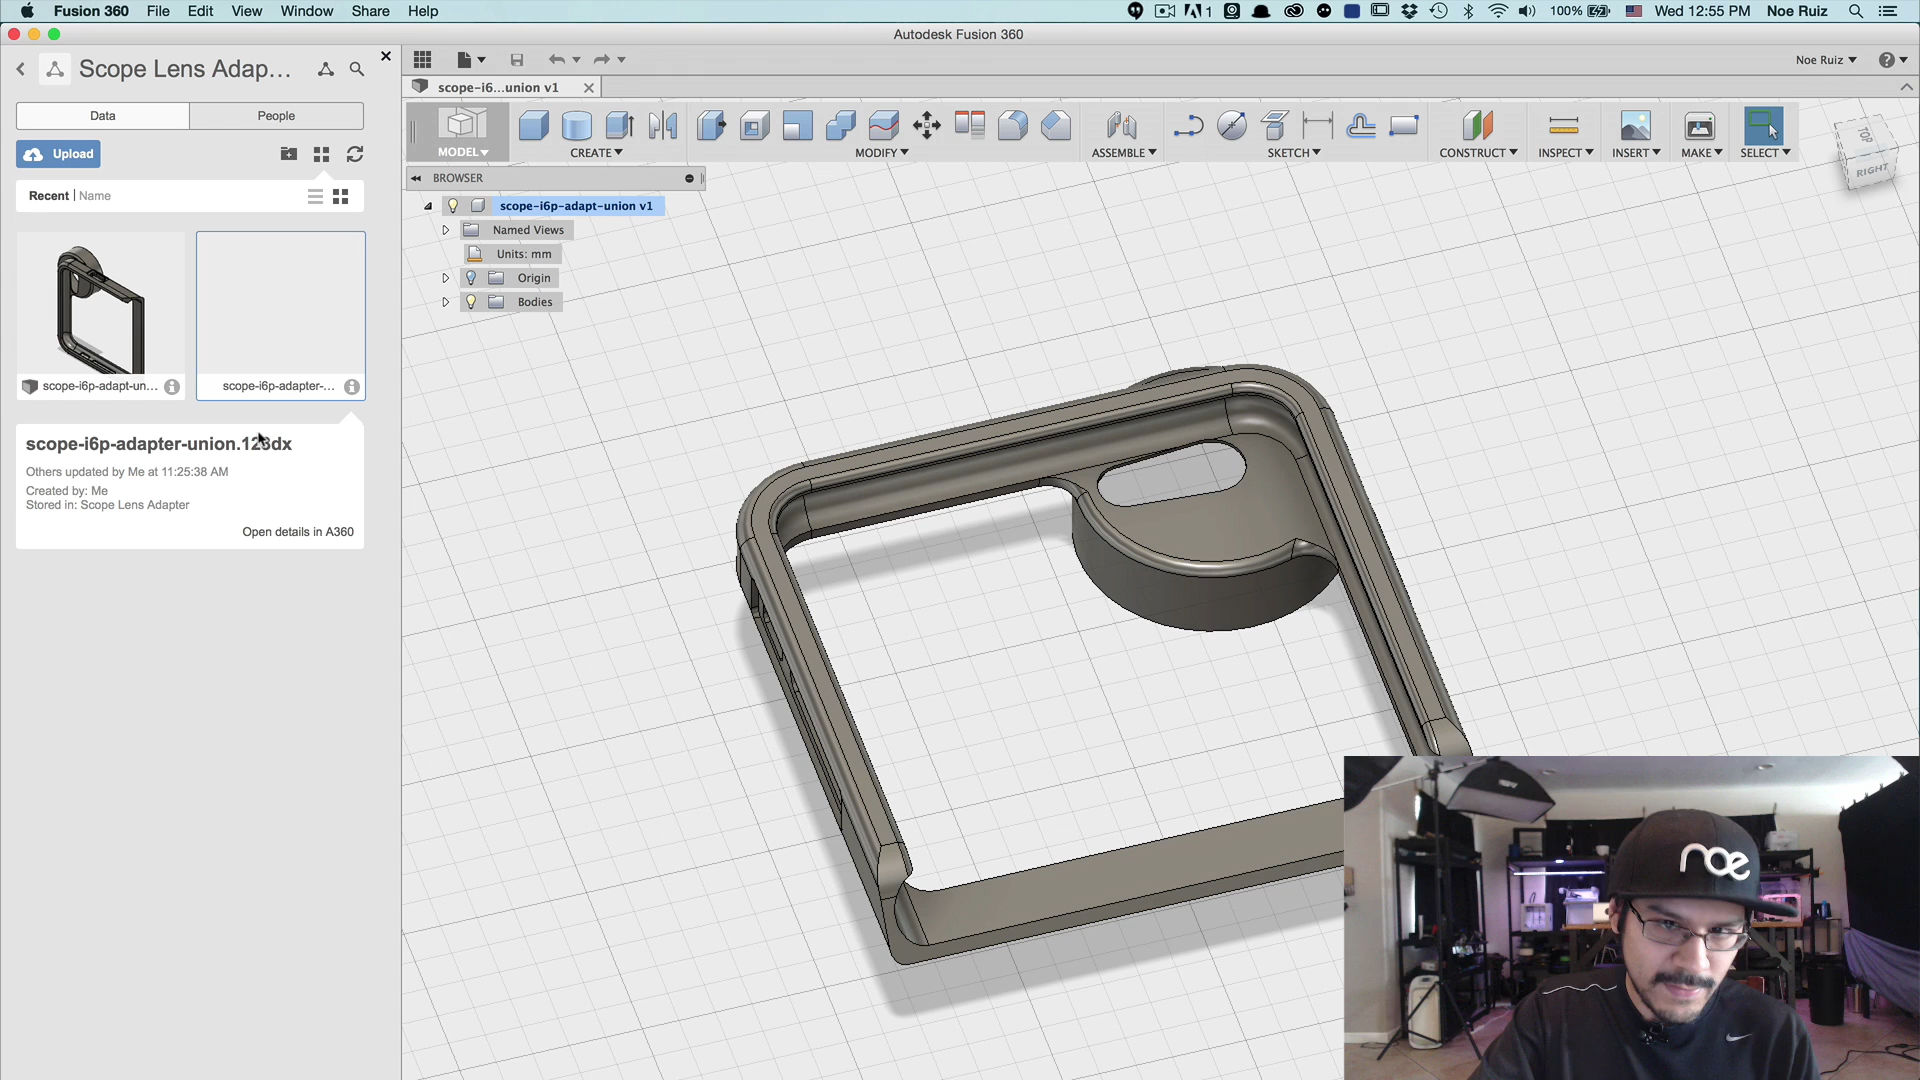 Fusion 360 File Edit View Window Share Help
1 100% Wed 12:55 PM Noe Ruiz
Autodesk Fusion 360
Scope Lens Adap...
Noe Ruiz
scope-i6...union v1
Data People
Upload
MODEL CREATE MODIFY ASSEMBLE SKETCH CONSTRUCT INSPECT INSERT MAKE SELECT
TOP
RIGHT
BROWSER
Recent | Name
scope-i6p-adapt-union v1
Named Views
Units: mm
Origin
Bodies
scope-i6p-adapt-un...
scope-i6p-adapter-...
scope-i6p-adapter-union.123dx
Others updated by Me at 11:25:38 AM
Created by: Me
Stored in: Scope Lens Adapter
Open details in A360
noe